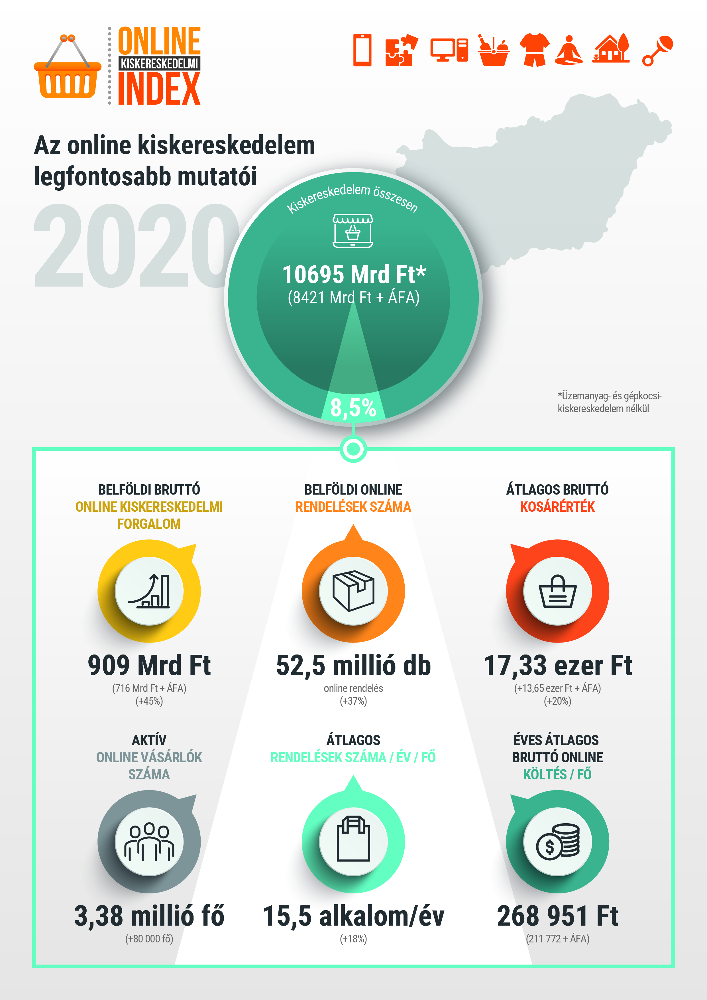 ONLINE
KISKERESKEDELMI
INDEX
Az online kiskereskedelem
legfontosabb mutatói
2020
Kiskereskedelem összesen
10695 Mrd Ft*
(8421 Mrd Ft + ÁFA)
8,5%
*Üzemanyag- és gépkocsi-
kiskereskedelem nélkül
BELFÖLDI BRUTTÓ
ONLINE KISKERESKEDELMI
FORGALOM
909 Mrd Ft
(716 Mrd Ft + ÁFA)
(+45%)
BELFÖLDI ONLINE
RENDELÉSEK SZÁMA
52,5 millió db
online rendelés
(+37%)
ÁTLAGOS BRUTTÓ
KOSÁRÉRTÉK
17,33 ezer Ft
(+13,65 ezer Ft + ÁFA)
(+20%)
AKTÍV
ONLINE VÁSÁRLÓK
SZÁMA
3,38 millió fő
(+80 000 fő)
ÁTLAGOS
RENDELÉSEK SZÁMA / ÉV / FŐ
15,5 alkalom/év
(+18%)
ÉVES ÁTLAGOS
BRUTTÓ ONLINE
KÖLTÉS / FŐ
$
268 951 Ft
(211 772 + ÁFA)